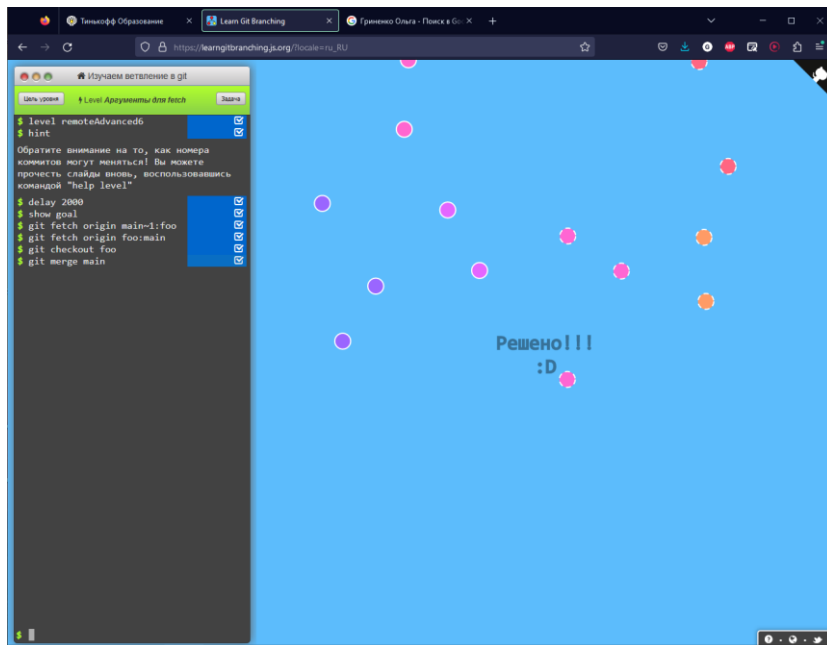 Тинькофф Образование
Learn Git Branching
Гриненко Ольга - Поиск в Goo
https://learngitbranching.js.org/?locale=ru_RU
Изучаем ветвление в git
Цель уровня
Level Аргументы для fetch
Задача
$ level remoteAdvanced6
$ hint
Обратите внимание на то, как номера
коммитов могут меняться! Вы можете
прочесть слайды вновь, воспользовавшись
командой "help level"
$ delay 2000
$ show goal
$ git fetch origin main~1:foo
$ git fetch origin foo:main
$ git checkout foo
$ git merge main
Решено!!!
:D
$